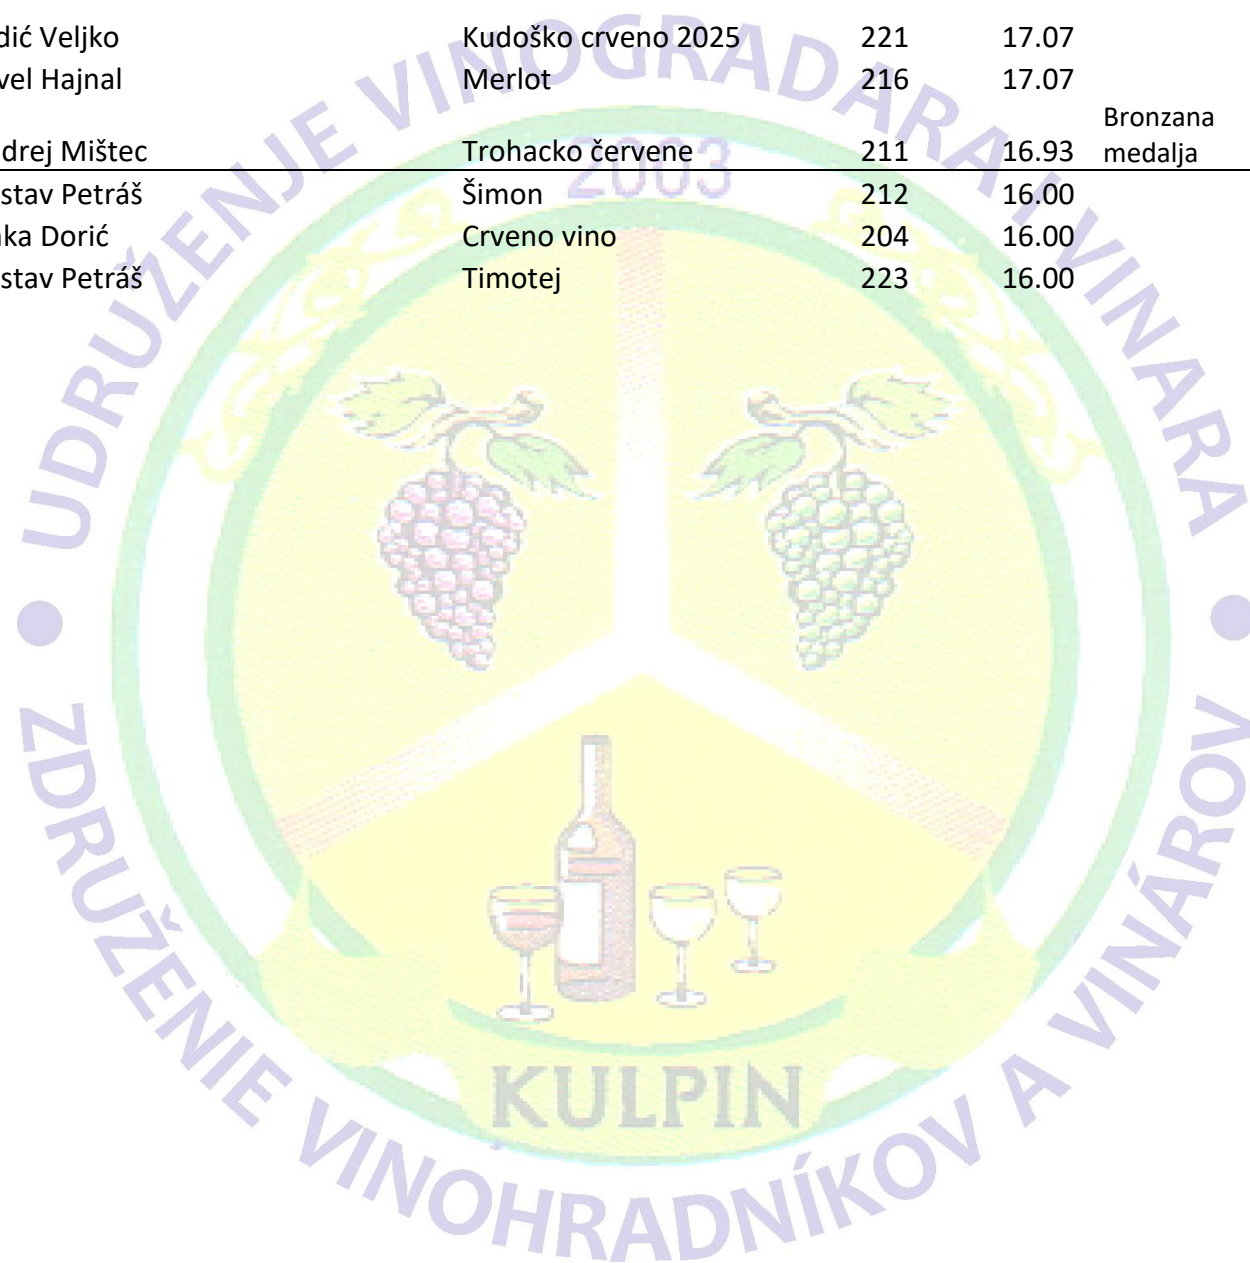 dić Veljko Kudoško crveno 2025 221 17.07
vel Hajnal Merlot 216 17.07
drej Mištec Trohacko červene 211 16.93 Bronzana medalja
stav Petráš Šimon 212 16.00
ka Dorić Crveno vino 204 16.00
stav Petráš Timotej 223 16.00
UDRUŽENJE VINOGRADARA I VINARA
2003
KULPIN
ZDRUŽENIE VINOHRADNÍKOV A VINÁROV